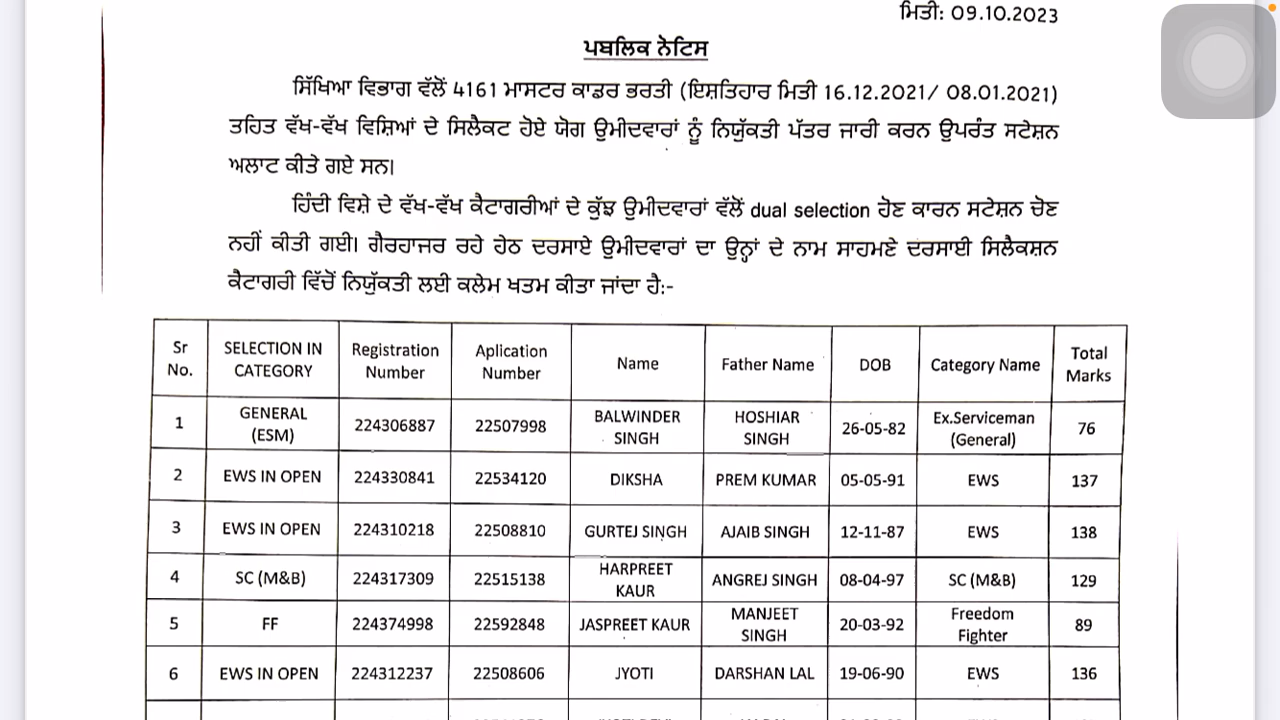 ਮਿਤੀ: 09.10.2023
ਪਬਲਿਕ ਨੋਟਿਸ
ਸਿੱਖਿਆ ਵਿਭਾਗ ਵੱਲੋਂ 4161 ਮਾਸਟਰ ਕਾਡਰ ਭਰਤੀ (ਇਸ਼ਤਿਹਾਰ ਮਿਤੀ 16.12.2021/ 08.01.2021)
ਤਹਿਤ ਵੱਖ-ਵੱਖ ਵਿਸ਼ਿਆਂ ਦੇ ਸਿਲੈਕਟ ਹੋਏ ਯੋਗ ਉਮੀਦਵਾਰਾਂ ਨੂੰ ਨਿਯੁੱਕਤੀ ਪੱਤਰ ਜਾਰੀ ਕਰਨ ਉਪਰੰਤ ਸਟੇਸ਼ਨ
ਅਲਾਟ ਕੀਤੇ ਗਏ ਸਨ।
ਹਿੰਦੀ ਵਿਸ਼ੇ ਦੇ ਵੱਖ-ਵੱਖ ਕੈਟਾਗਰੀਆਂ ਦੇ ਕੁੱਝ ਉਮੀਦਵਾਰਾਂ ਵੱਲੋਂ dual selection ਹੋਣ ਕਾਰਨ ਸਟੇਸ਼ਨ ਚੋਣ
ਨਹੀਂ ਕੀਤੀ ਗਈ। ਗੈਰਹਾਜਰ ਰਹੇ ਹੇਠ ਦਰਸਾਏ ਉਮੀਦਵਾਰਾਂ ਦਾ ਉਨ੍ਹਾਂ ਦੇ ਨਾਮ ਸਾਹਮਣੇ ਦਰਸਾਈ ਸਿਲੈਕਸ਼ਨ
ਕੈਟਾਗਰੀ ਵਿੱਚੋਂ ਨਿਯੁੱਕਤੀ ਲਈ ਕਲੇਮ ਖਤਮ ਕੀਤਾ ਜਾਂਦਾ ਹੈ:-
Sr No. SELECTION IN CATEGORY Registration Number Aplication Number Name Father Name DOB Category Name Total Marks
1 GENERAL (ESM) 224306887 22507998 BALWINDER SINGH HOSHIAR SINGH 26-05-82 Ex.Serviceman (General) 76
2 EWS IN OPEN 224330841 22534120 DIKSHA PREM KUMAR 05-05-91 EWS 137
3 EWS IN OPEN 224310218 22508810 GURTEJ SINGH AJAIB SINGH 12-11-87 EWS 138
4 SC (M&B) 224317309 22515138 HARPREET KAUR ANGREJ SINGH 08-04-97 SC (M&B) 129
5 FF 224374998 22592848 JASPREET KAUR MANJEET SINGH 20-03-92 Freedom Fighter 89
6 EWS IN OPEN 224312237 22508606 JYOTI DARSHAN LAL 19-06-90 EWS 136